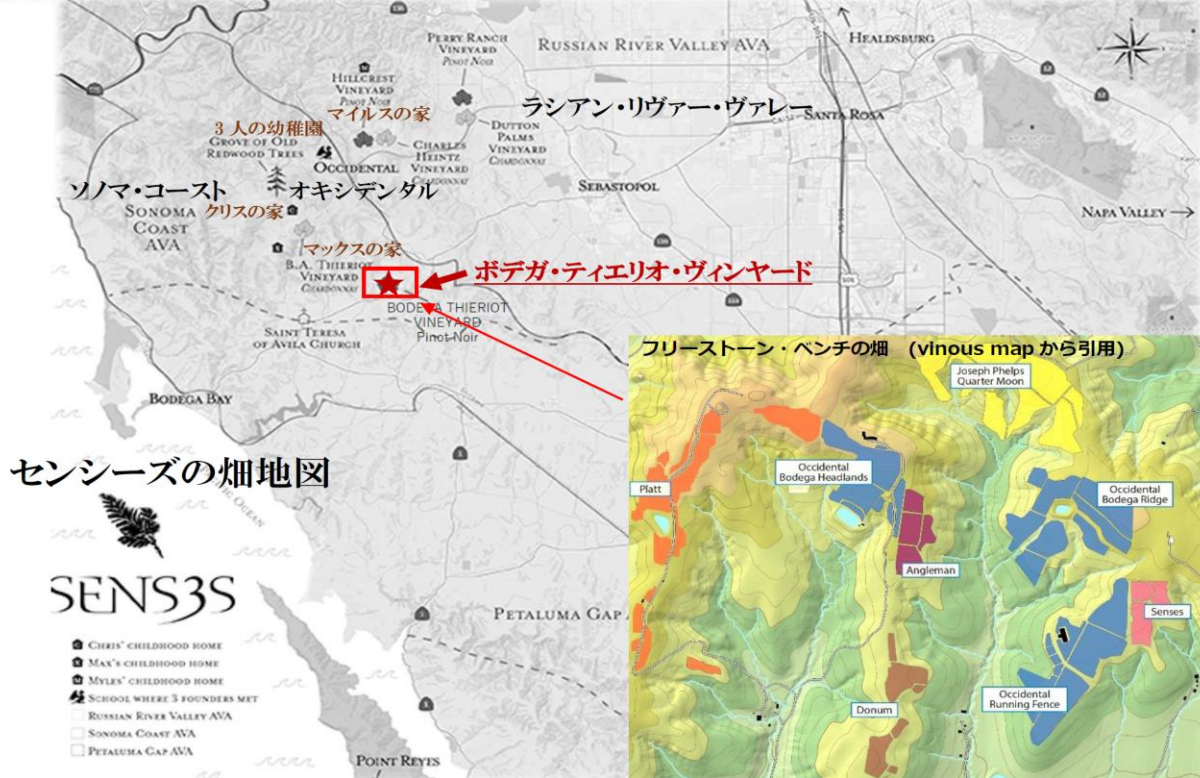 PERRY RANCH
VINEYARD
PINOT NOIR
RUSSIAN RIVER VALLEY AVA
HEALDSBURG
HILLCREST
VINEYARD
PINOT NOIR
マイルスの家
ラシアン・リヴァー・ヴァレー
SANTA ROSA
3人の幼稚園
GROVE OF OLD
REDWOOD TREES
DUTTON
PALMS
VINEYARD
CHARDONNAY
CHARLES
HEINTZ
VINEYARD
CHARDONNAY
OCCIDENTAL
ソノマ・コースト
オキシデンタル
SEBASTOPOL
SONOMA
COAST
AVA
クリスの家
NAPA VALLEY
マックスの家
B.A. THIERIOT
VINEYARD
CHARDONNAY
ボデガ・ティエリオ・ヴィンヤード
BODEGA THIERIOT
VINEYARD
Pinot Noir
SAINT TERESA
OF AVILA CHURCH
101
116
12
1
BODEGA BAY
フリーストーン・ベンチの畑 (vinous map から引用)
Joseph Phelps
Quarter Moon
Occidental
Bodega Headlands
Platt
Occidental
Bodega Ridge
Angleman
Senses
Occidental
Running Fence
Donum
センシーズの畑地図
THE OCEAN
SENS3S
PETALUMA GAP
CHRIS' CHILDHOOD HOME
MAX'S CHILDHOOD HOME
MYLES' CHILDHOOD HOME
SCHOOL WHERE 3 FOUNDERS MET
RUSSIAN RIVER VALLEY AVA
SONOMA COAST AVA
PETALUMA GAP AVA
POINT REYES